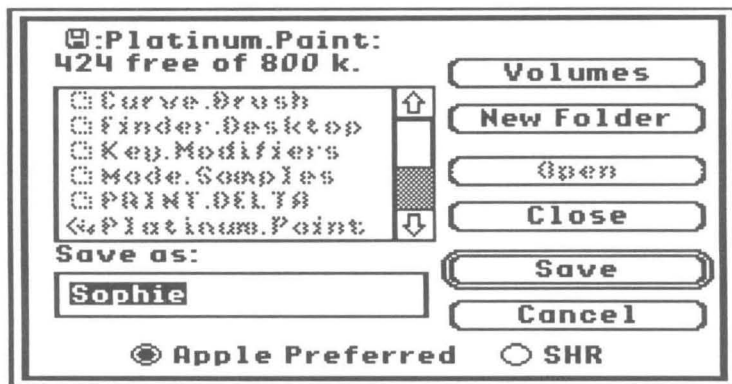 :Platinum.Paint:
424 free of 800 k.
Curve.Brush
Finder.Desktop
Key.Modifiers
Mode.Samples
PAINT.DELTA
Platinum.Paint
Save as:
Sophie
Volumes
New Folder
Open
Close
Save
Cancel
Apple Preferred
SHR